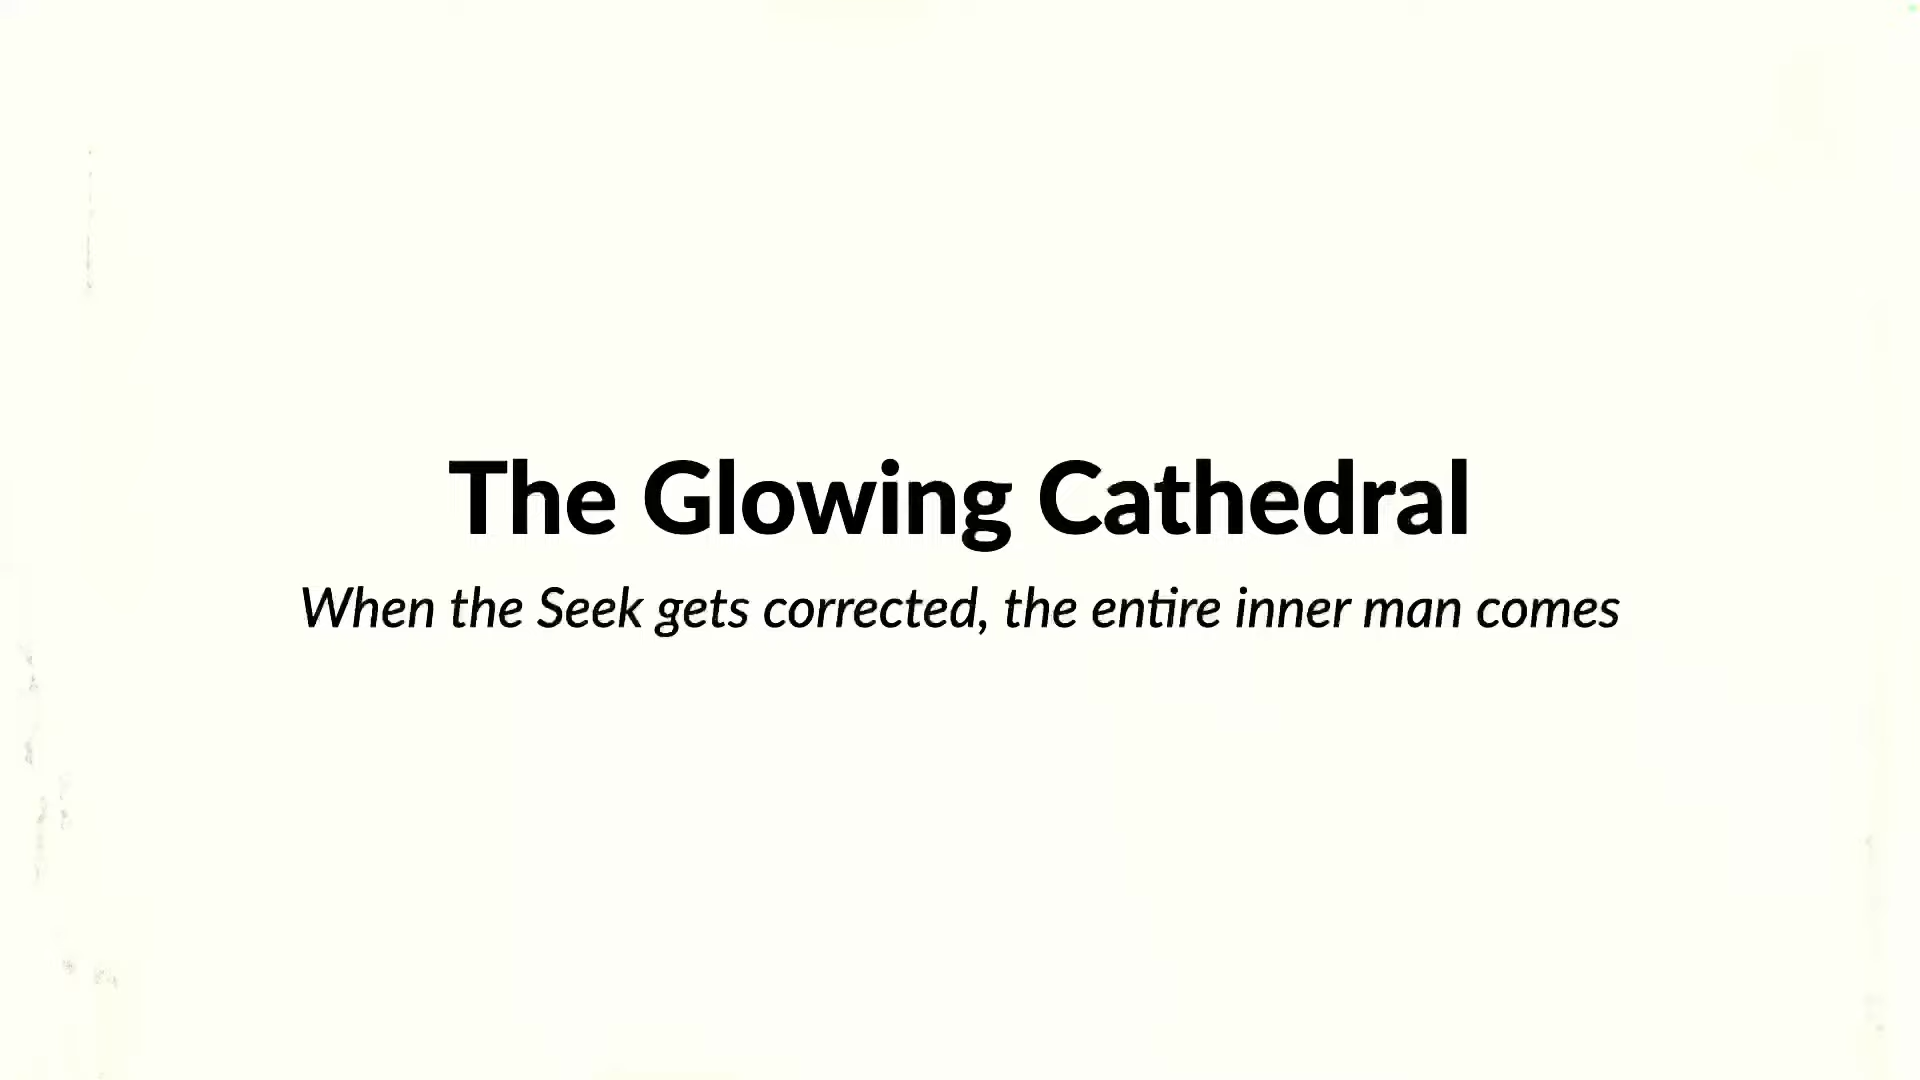 The Glowing Cathedral
When the Seek gets corrected, the entire inner man comes